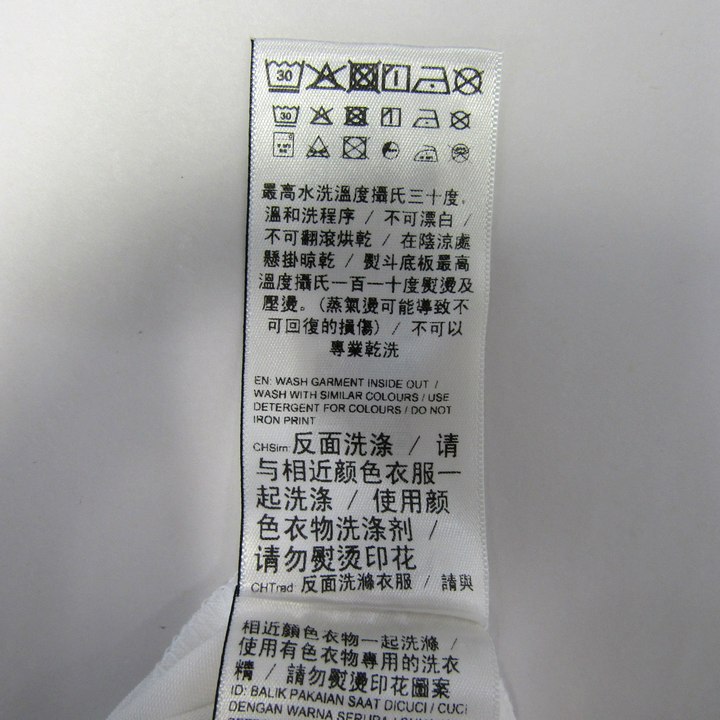 30
30
最高水洗溫度攝氏三十度,
溫和洗程序 / 不可漂白 /
不可翻滾烘乾 / 在陰涼處
懸掛晾乾 / 熨斗底板最高
溫度攝氏一百一十度熨燙及
壓燙。(蒸氣燙可能導致不
可回復的損傷) / 不可以
專業乾洗
EN: WASH GARMENT INSIDE OUT /
WASH WITH SIMILAR COLOURS / USE
DETERGENT FOR COLOURS / DO NOT
IRON PRINT
CHSim: 反面洗涤 / 请
与相近颜色衣服一
起洗涤 / 使用颜
色衣物洗涤剂 /
请勿熨烫印花
CHTrad: 反面洗滌衣服 / 請與
相近顏色衣物一起洗滌 /
使用有色衣物專用的洗衣
精 / 請勿熨燙印花圖案
ID: BALIK PAKAIAN SAAT DICUCI / CUCI
DENGAN WARNA SERUPA